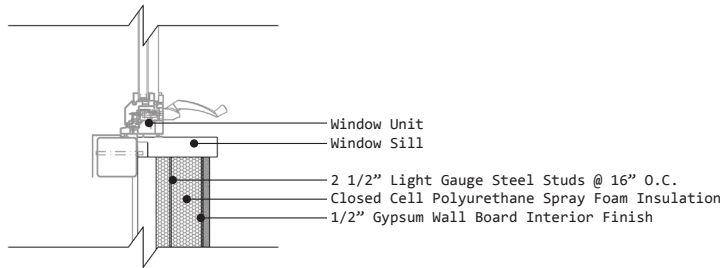 Window Unit
Window Sill
2 1/2” Light Gauge Steel Studs @ 16” O.C.
Closed Cell Polyurethane Spray Foam Insulation
1/2” Gypsum Wall Board Interior Finish